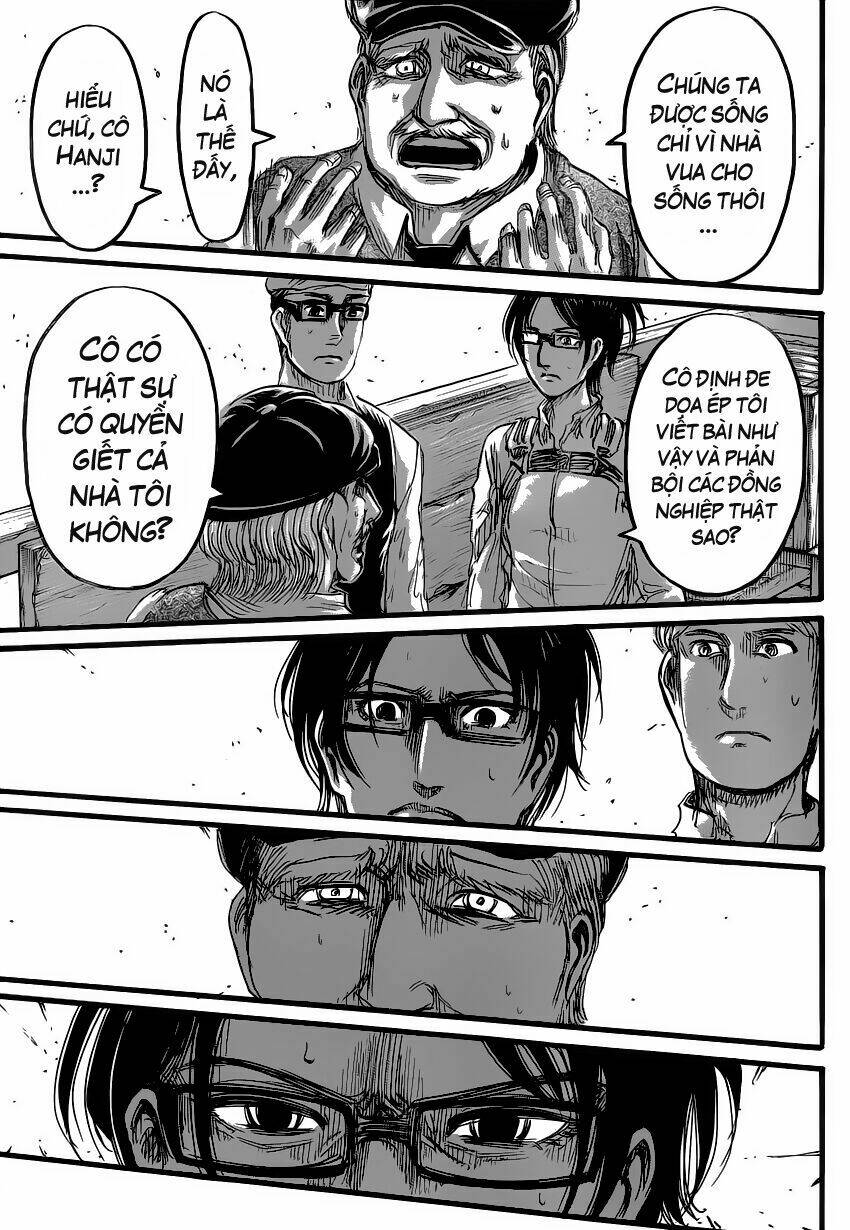 CHÚNG TA
ĐƯỢC SỐNG
CHỈ VÌ NHÀ
VUA CHO
SỐNG THÔI
...
NÓ
LÀ
THẾ
ĐẤY,
HIỂU
CHỨ, CÔ
HANJI
...?
CÔ ĐỊNH ĐE
DỌA ÉP TÔI
VIẾT BÀI NHƯ
VẬY VÀ PHẢN
BỘI CÁC ĐỒNG
NGHIỆP THẬT
SAO?
CÔ CÓ
THẬT SỰ
CÓ QUYỀN
GIẾT CẢ
NHÀ TÔI
KHÔNG?